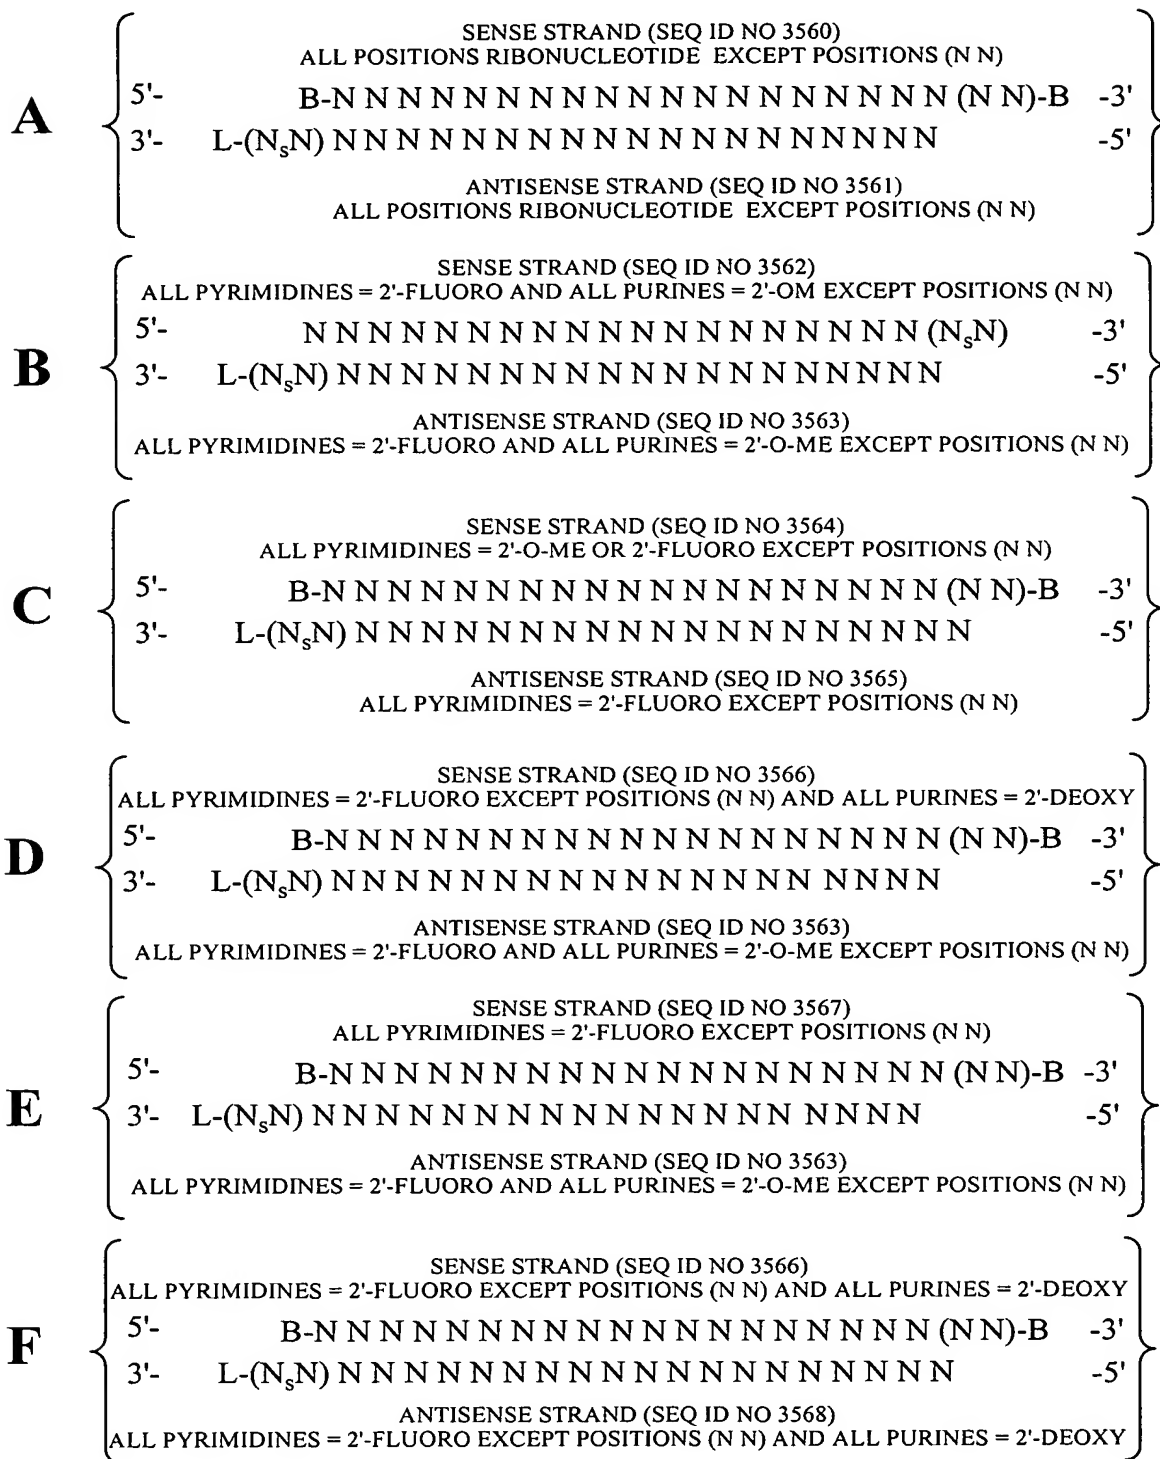 SENSE STRAND (SEQ ID NO 3560)
ALL POSITIONS RIBONUCLEOTIDE EXCEPT POSITIONS (N N)
A
5'- B-N N N N N N N N N N N N N N N N N N N (N N)-B -3'
3'- L-(NₛN) N N N N N N N N N N N N N N N N N N N -5'
ANTISENSE STRAND (SEQ ID NO 3561)
ALL POSITIONS RIBONUCLEOTIDE EXCEPT POSITIONS (N N)
SENSE STRAND (SEQ ID NO 3562)
ALL PYRIMIDINES = 2'-FLUORO AND ALL PURINES = 2'-OM EXCEPT POSITIONS (N N)
B
5'- N N N N N N N N N N N N N N N N N N N (NₛN) -3'
3'- L-(NₛN) N N N N N N N N N N N N N N N N N N N -5'
ANTISENSE STRAND (SEQ ID NO 3563)
ALL PYRIMIDINES = 2'-FLUORO AND ALL PURINES = 2'-O-ME EXCEPT POSITIONS (N N)
SENSE STRAND (SEQ ID NO 3564)
ALL PYRIMIDINES = 2'-O-ME OR 2'-FLUORO EXCEPT POSITIONS (N N)
C
5'- B-N N N N N N N N N N N N N N N N N N N (N N)-B -3'
3'- L-(NₛN) N N N N N N N N N N N N N N N N N N N -5'
ANTISENSE STRAND (SEQ ID NO 3565)
ALL PYRIMIDINES = 2'-FLUORO EXCEPT POSITIONS (N N)
SENSE STRAND (SEQ ID NO 3566)
ALL PYRIMIDINES = 2'-FLUORO EXCEPT POSITIONS (N N) AND ALL PURINES = 2'-DEOXY
D
5'- B-N N N N N N N N N N N N N N N N N N N (N N)-B -3'
3'- L-(NₛN) N N N N N N N N N N N N N N N N N N N -5'
ANTISENSE STRAND (SEQ ID NO 3563)
ALL PYRIMIDINES = 2'-FLUORO AND ALL PURINES = 2'-O-ME EXCEPT POSITIONS (N N)
SENSE STRAND (SEQ ID NO 3567)
ALL PYRIMIDINES = 2'-FLUORO EXCEPT POSITIONS (N N)
E
5'- B-N N N N N N N N N N N N N N N N N N N (N N)-B -3'
3'- L-(NₛN) N N N N N N N N N N N N N N N N N N N -5'
ANTISENSE STRAND (SEQ ID NO 3563)
ALL PYRIMIDINES = 2'-FLUORO AND ALL PURINES = 2'-O-ME EXCEPT POSITIONS (N N)
SENSE STRAND (SEQ ID NO 3566)
ALL PYRIMIDINES = 2'-FLUORO EXCEPT POSITIONS (N N) AND ALL PURINES = 2'-DEOXY
F
5'- B-N N N N N N N N N N N N N N N N N N N (N N)-B -3'
3'- L-(NₛN) N N N N N N N N N N N N N N N N N N N -5'
ANTISENSE STRAND (SEQ ID NO 3568)
ALL PYRIMIDINES = 2'-FLUORO EXCEPT POSITIONS (N N) AND ALL PURINES = 2'-DEOXY